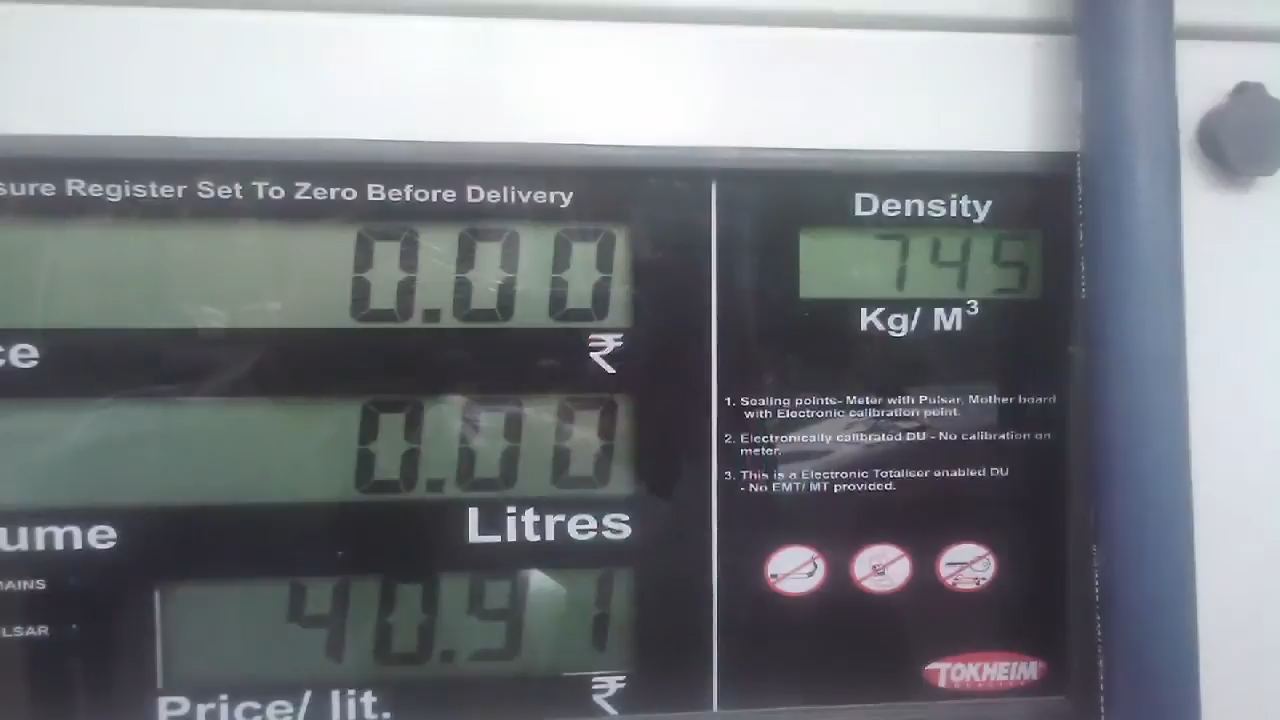 sure Register Set To Zero Before Delivery
0.00
ce ₹
0.00
ume Litres
MAINS
LSAR
40.91
Price/ lit. ₹
Density
745
Kg/ M³
1. Sealing points- Meter with Pulsar, Mother board
with Electronic calibration point.
2. Electronically calibrated DU - No calibration on
meter.
3. This is a Electronic Totaliser enabled DU
- No EMT/ MT provided.
TOKHEIM